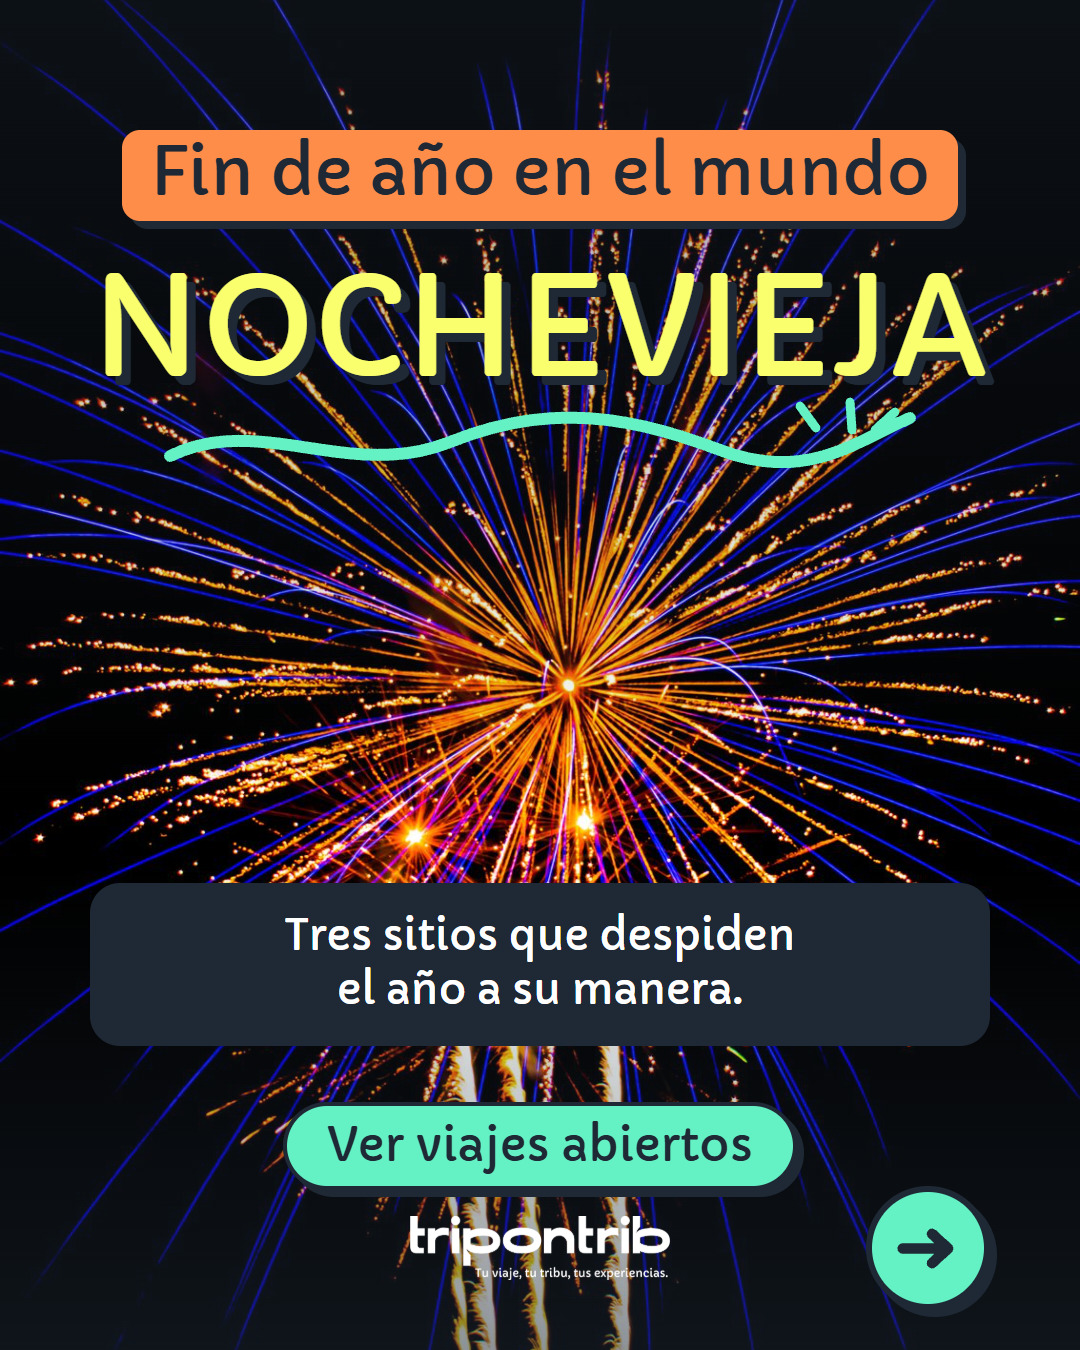 Fin de año en el mundo
NOCHEVIEJA
Tres sitios que despiden
el año a su manera.
Ver viajes abiertos
tripontrib
Tu viaje, tu tribu, tus experiencias.